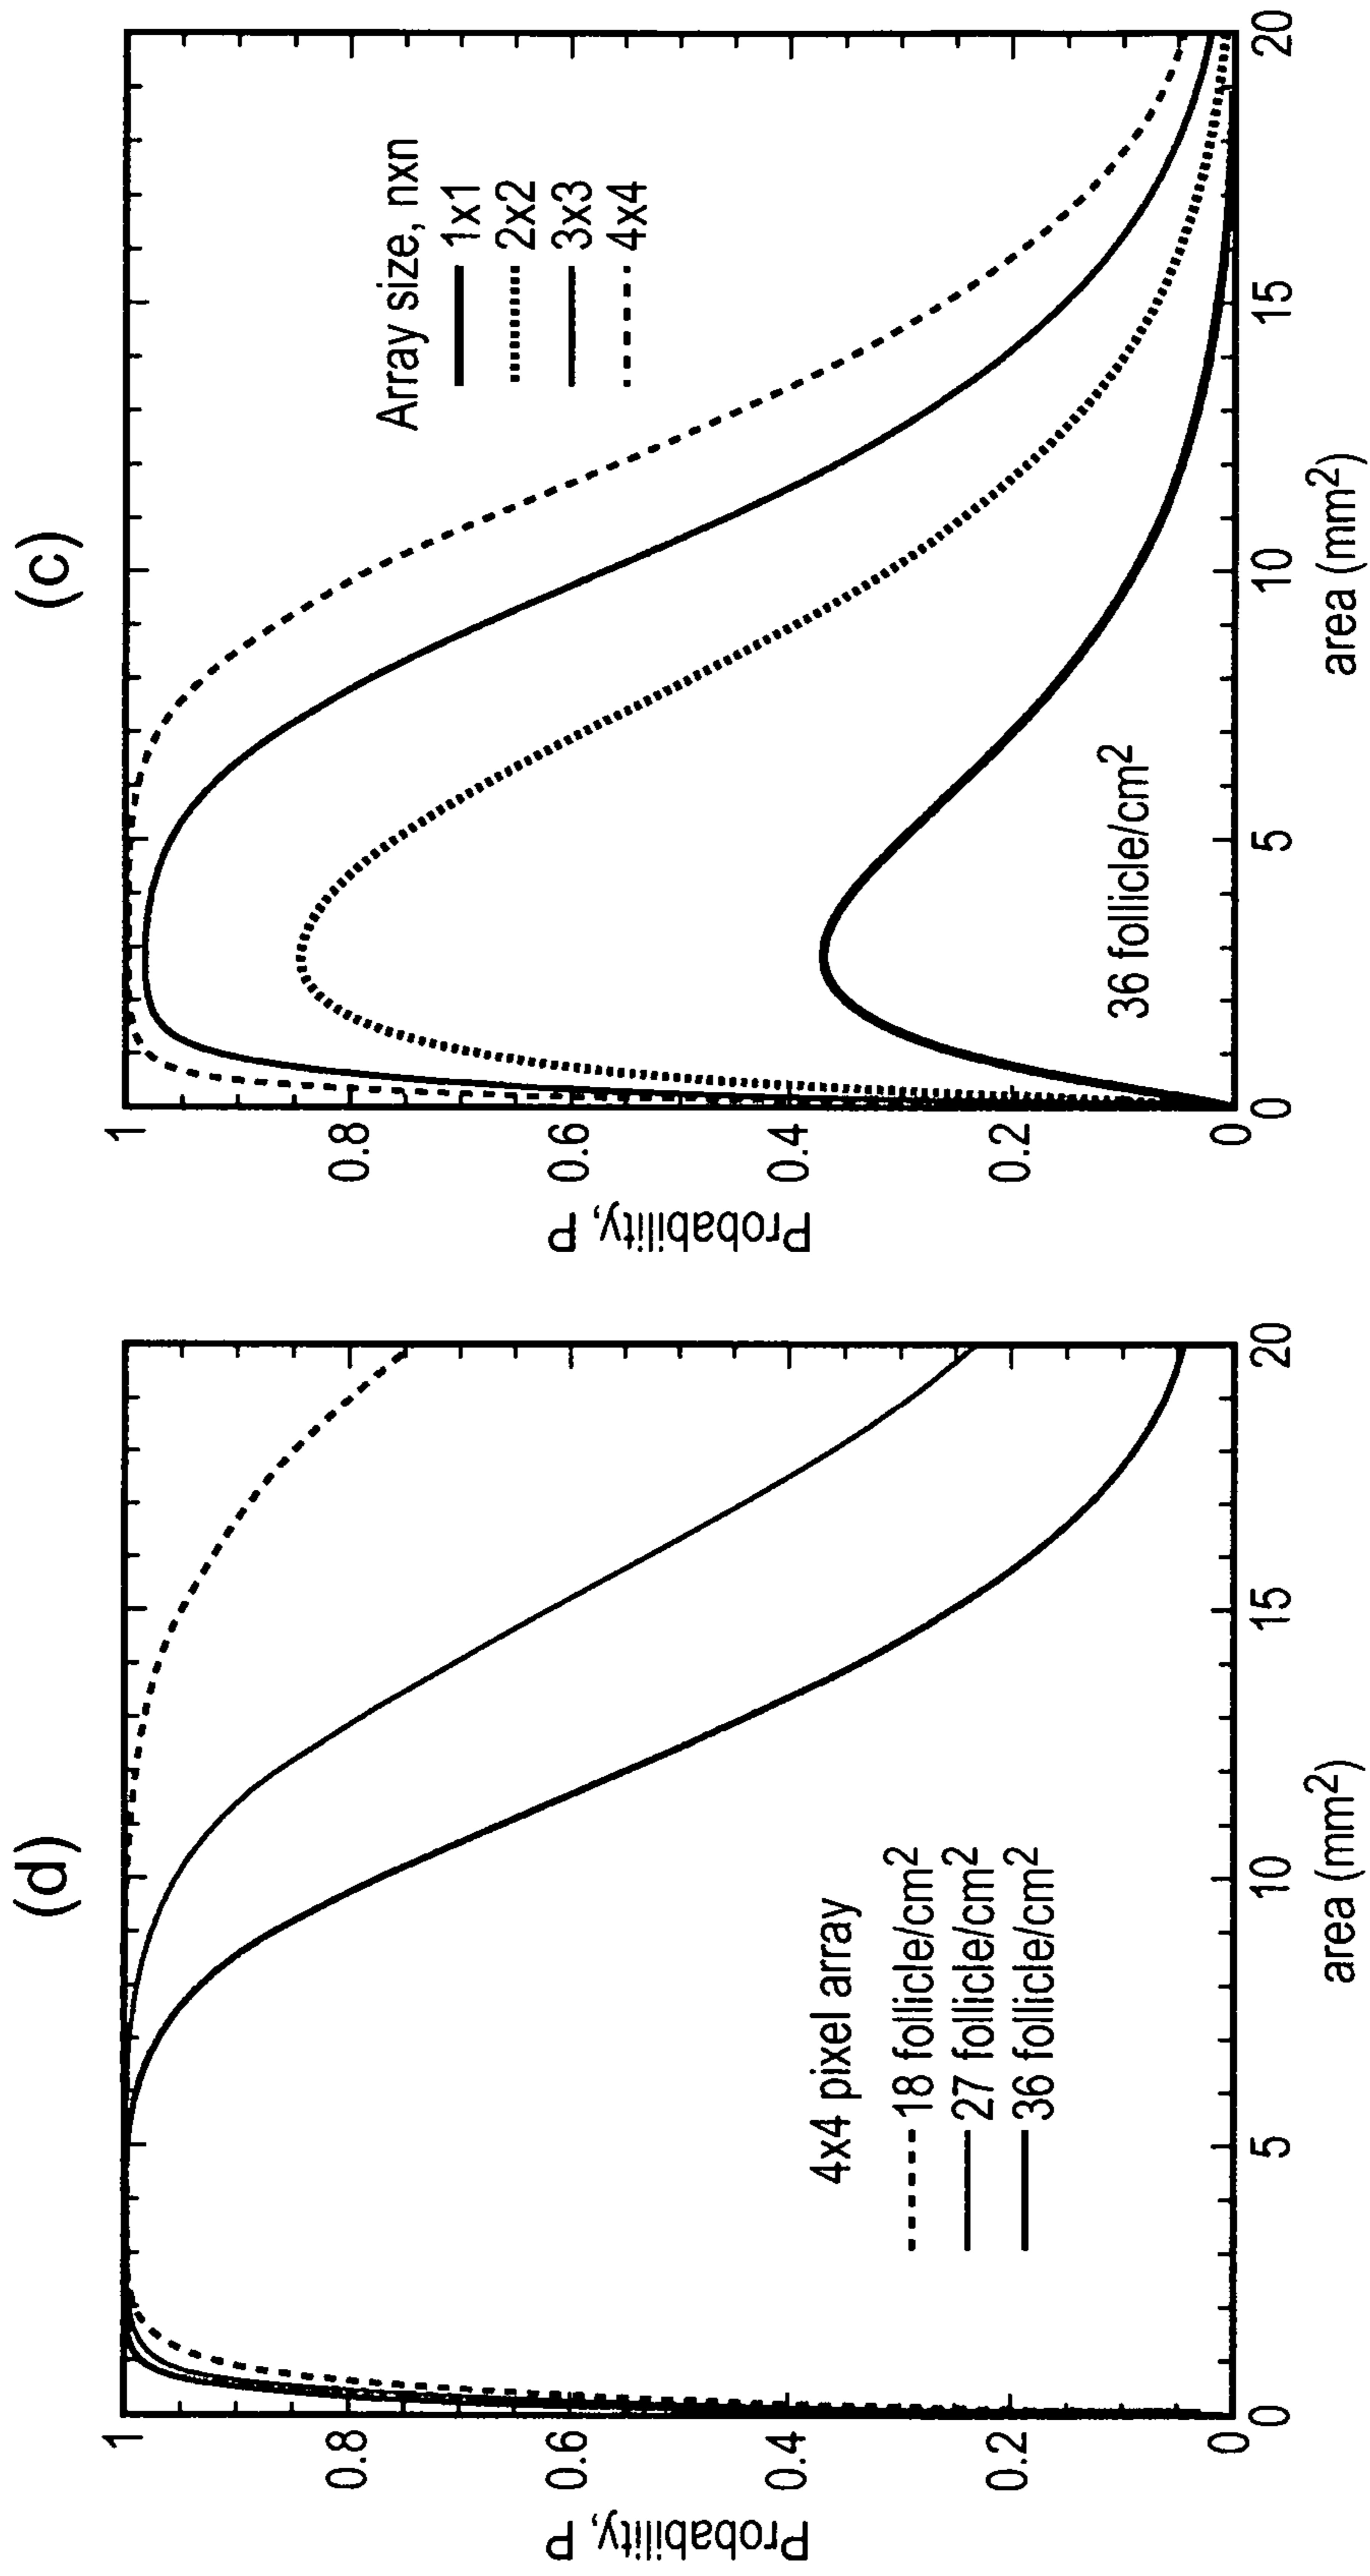 (c)
Probability, P
1
0.8
0.6
0.4
0.2
0
0
5
10
15
20
area (mm²)
Array size, nxn
1x1
2x2
3x3
4x4
36 follicle/cm²
(d)
Probability, P
1
0.8
0.6
0.4
0.2
0
0
5
10
15
20
area (mm²)
4x4 pixel array
18 follicle/cm²
27 follicle/cm²
36 follicle/cm²